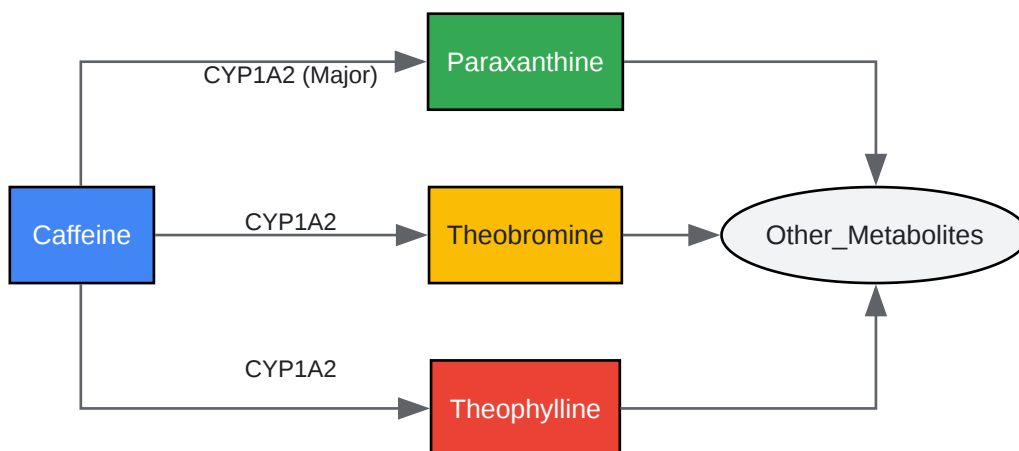 Paraxanthine
CYP1A2 (Major)
Caffeine
CYP1A2
Theobromine
Other_Metabolites
CYP1A2
Theophylline